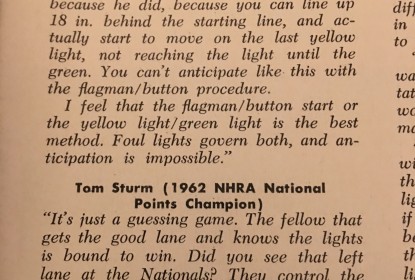 because he did, because you can line up
18 in. behind the starting line, and ac-
tually start to move on the last yellow
light, not reaching the light until the
green. You can't anticipate like this with
the flagman/button procedure.
I feel that the flagman/button start or
the yellow light/green light is the best
method. Foul lights govern both, and an-
ticipation is impossible."
Tom Sturm (1962 NHRA National
Points Champion)
"It's just a guessing game. The fellow that
gets the good lane and knows the lights
is bound to win. Did you see that left
lane at the Nationals? They control the
in
to